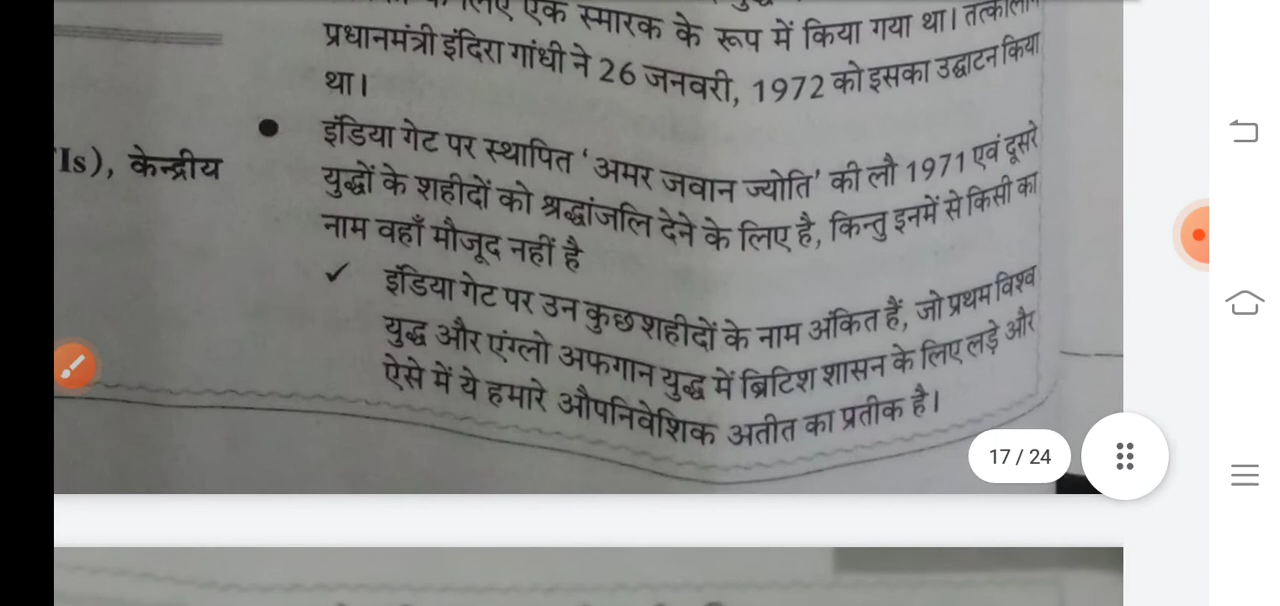 लिए एक स्मारक के रूप में किया गया था। तत्कालीन
प्रधानमंत्री इंदिरा गांधी ने 26 जनवरी, 1972 को इसका उद्घाटन किया
था।
● इंडिया गेट पर स्थापित ‘अमर जवान ज्योति’ की लौ 1971 एवं दूसरे
युद्धों के शहीदों को श्रद्धांजलि देने के लिए है, किन्तु इनमें से किसी का
नाम वहाँ मौजूद नहीं है
✓ इंडिया गेट पर उन कुछ शहीदों के नाम अंकित हैं, जो प्रथम विश्व
युद्ध और एंग्लो अफगान युद्ध में ब्रिटिश शासन के लिए लड़े और
ऐसे में ये हमारे औपनिवेशिक अतीत का प्रतीक है।
Is), केन्द्रीय
17 / 24